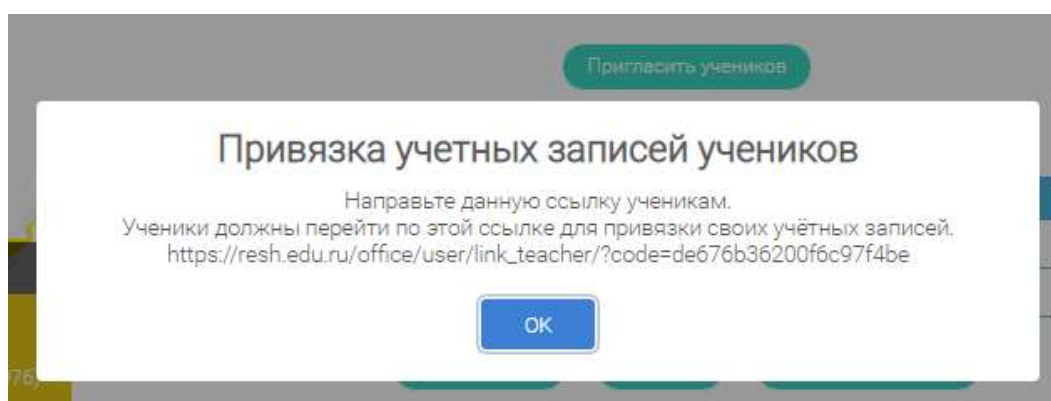 Пригласить учеников
Привязка учетных записей учеников
Направьте данную ссылку ученикам.
Ученики должны перейти по этой ссылке для привязки своих учётных записей.
https://resh.edu.ru/office/user/link_teacher/?code=de676b36200f6c97f4be
ОК